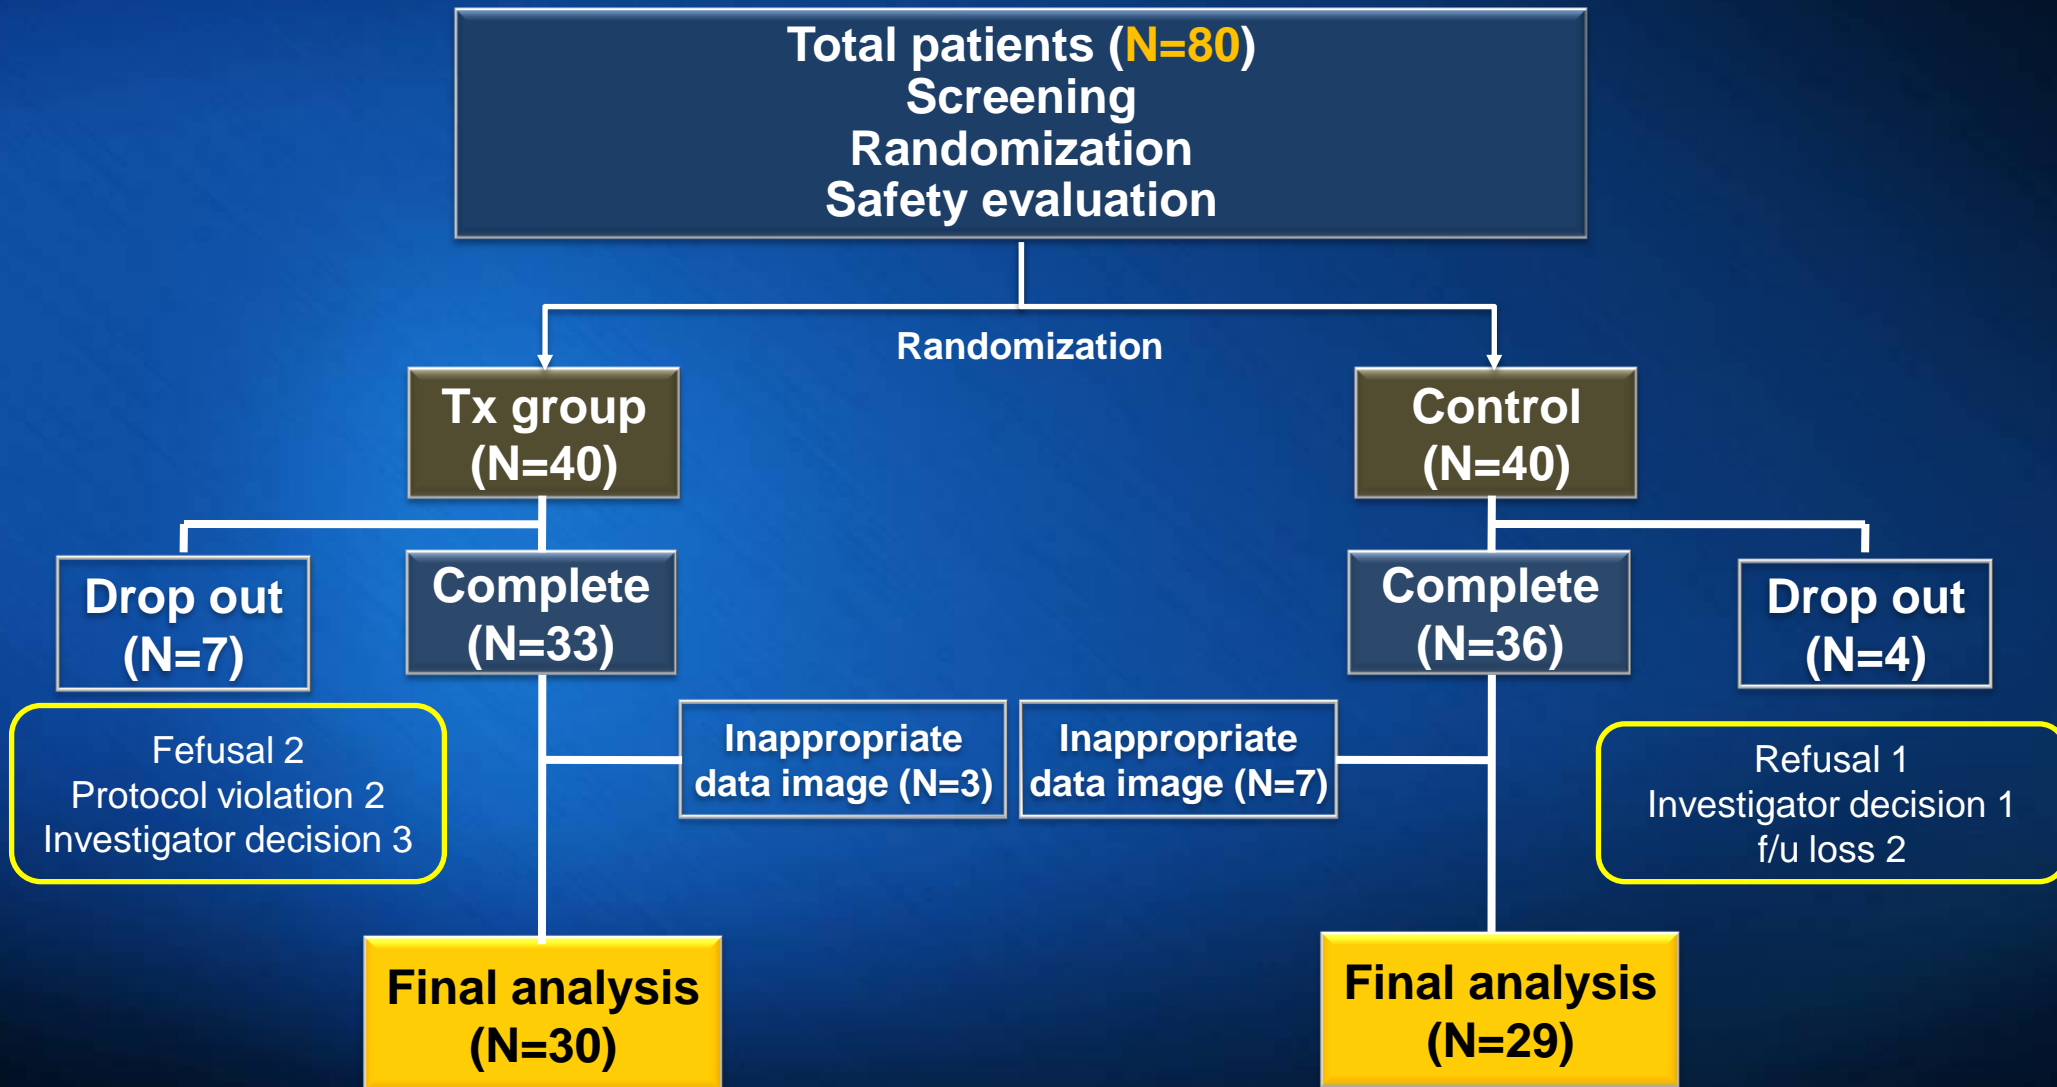 Total patients (N=80)
Screening
Randomization
Safety evaluation
Randomization
Tx group
(N=40)
Control
(N=40)
Drop out
(N=7)
Complete
(N=33)
Complete
(N=36)
Drop out
(N=4)
Fefusal 2
Protocol violation 2
Investigator decision 3
Inappropriate
data image (N=3)
Inappropriate
data image (N=7)
Refusal 1
Investigator decision 1
f/u loss 2
Final analysis
(N=30)
Final analysis
(N=29)